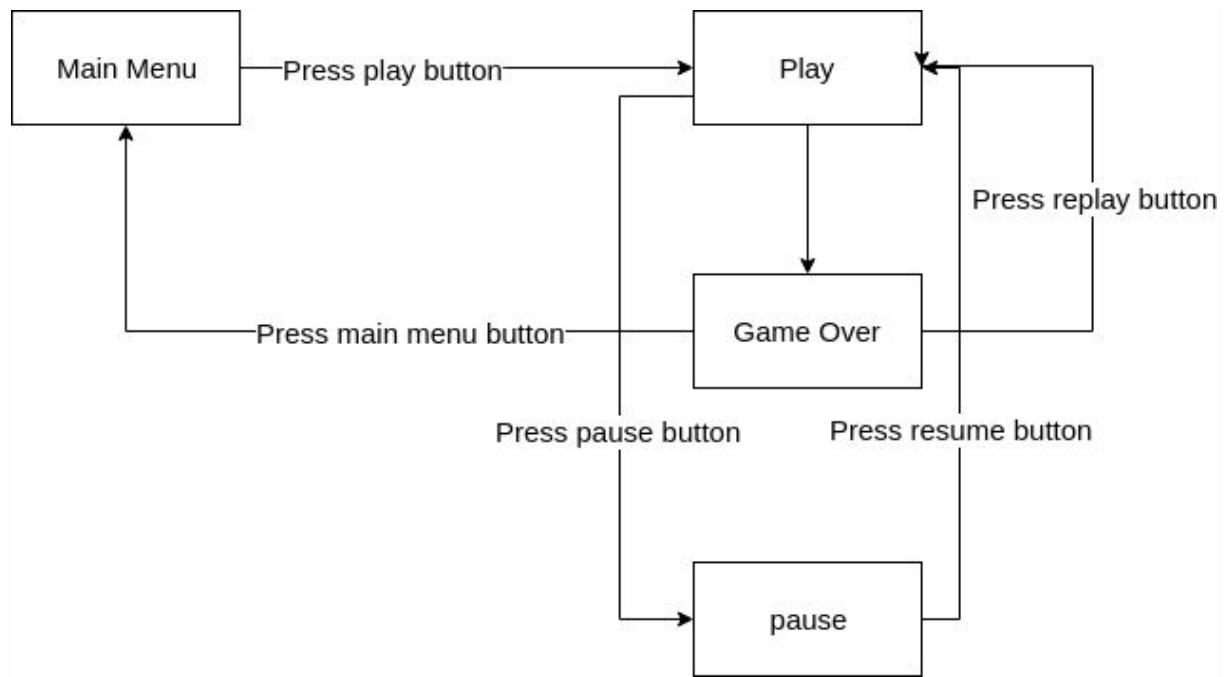 Main Menu
Press play button
Play
Press replay button
Press main menu button
Game Over
Press pause button
Press resume button
pause